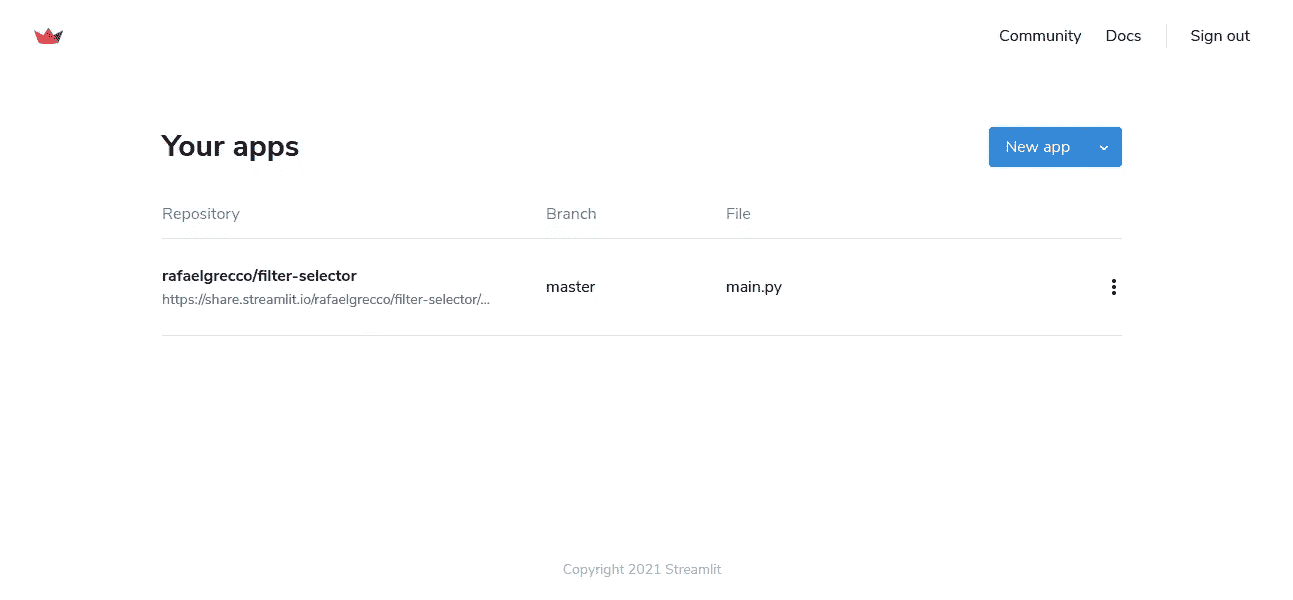 Community Docs Sign out
Your apps
New app
Repository Branch File
rafaelgrecco/filter-selector
https://share.streamlit.io/rafaelgrecco/filter-selector/...
master main.py
Copyright 2021 Streamlit